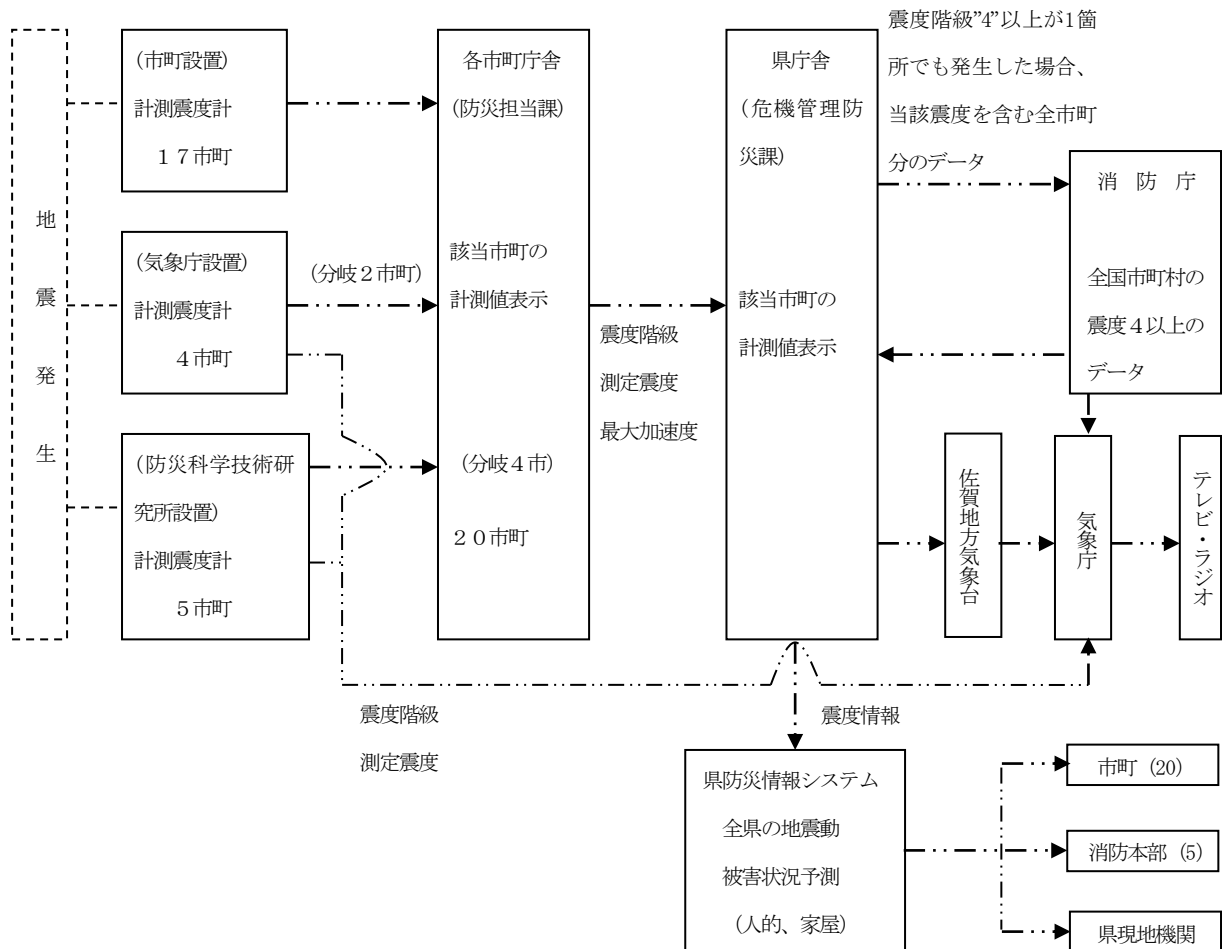 地震発生
(市町設置)
計測震度計
１７市町
(気象庁設置)
計測震度計
４市町
(防災科学技術研
究所設置)
計測震度計
５市町
(分岐２市町)
各市町庁舎
(防災担当課)
該当市町の
計測値表示
(分岐４市)
２０市町
震度階級
測定震度
最大加速度
県庁舎
(危機管理防
災課)
該当市町の
計測値表示
震度階級”4”以上が1箇
所でも発生した場合、
当該震度を含む全市町
分のデータ
消　防　庁
全国市町村の
震度４以上の
データ
佐賀地方気象台
気象庁
テレビ・ラジオ
震度階級
測定震度
震度情報
県防災情報システム
全県の地震動
被害状況予測
(人的、家屋)
市町 (20)
消防本部 (5)
県現地機関